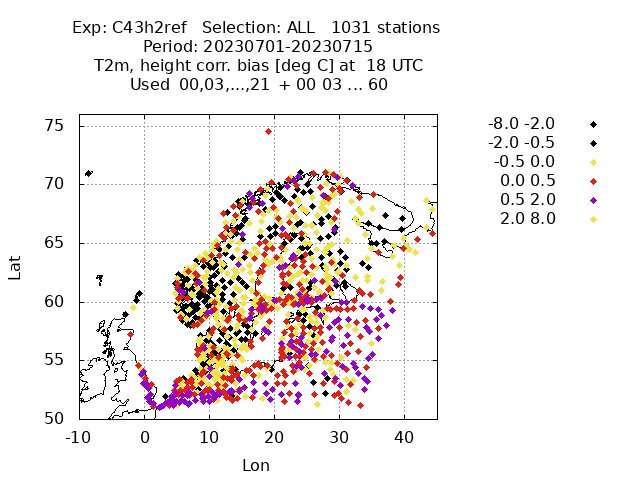 Exp: C43h2ref   Selection: ALL   1031 stations
Period: 20230701-20230715
T2m, height corr. bias [deg C] at  18 UTC
Used  00,03,...,21  + 00 03 ... 60
-8.0 -2.0
-2.0 -0.5
-0.5 0.0
0.0 0.5
0.5 2.0
2.0 8.0
75
70
65
60
55
50
Lat
-10 0 10 20 30 40
Lon